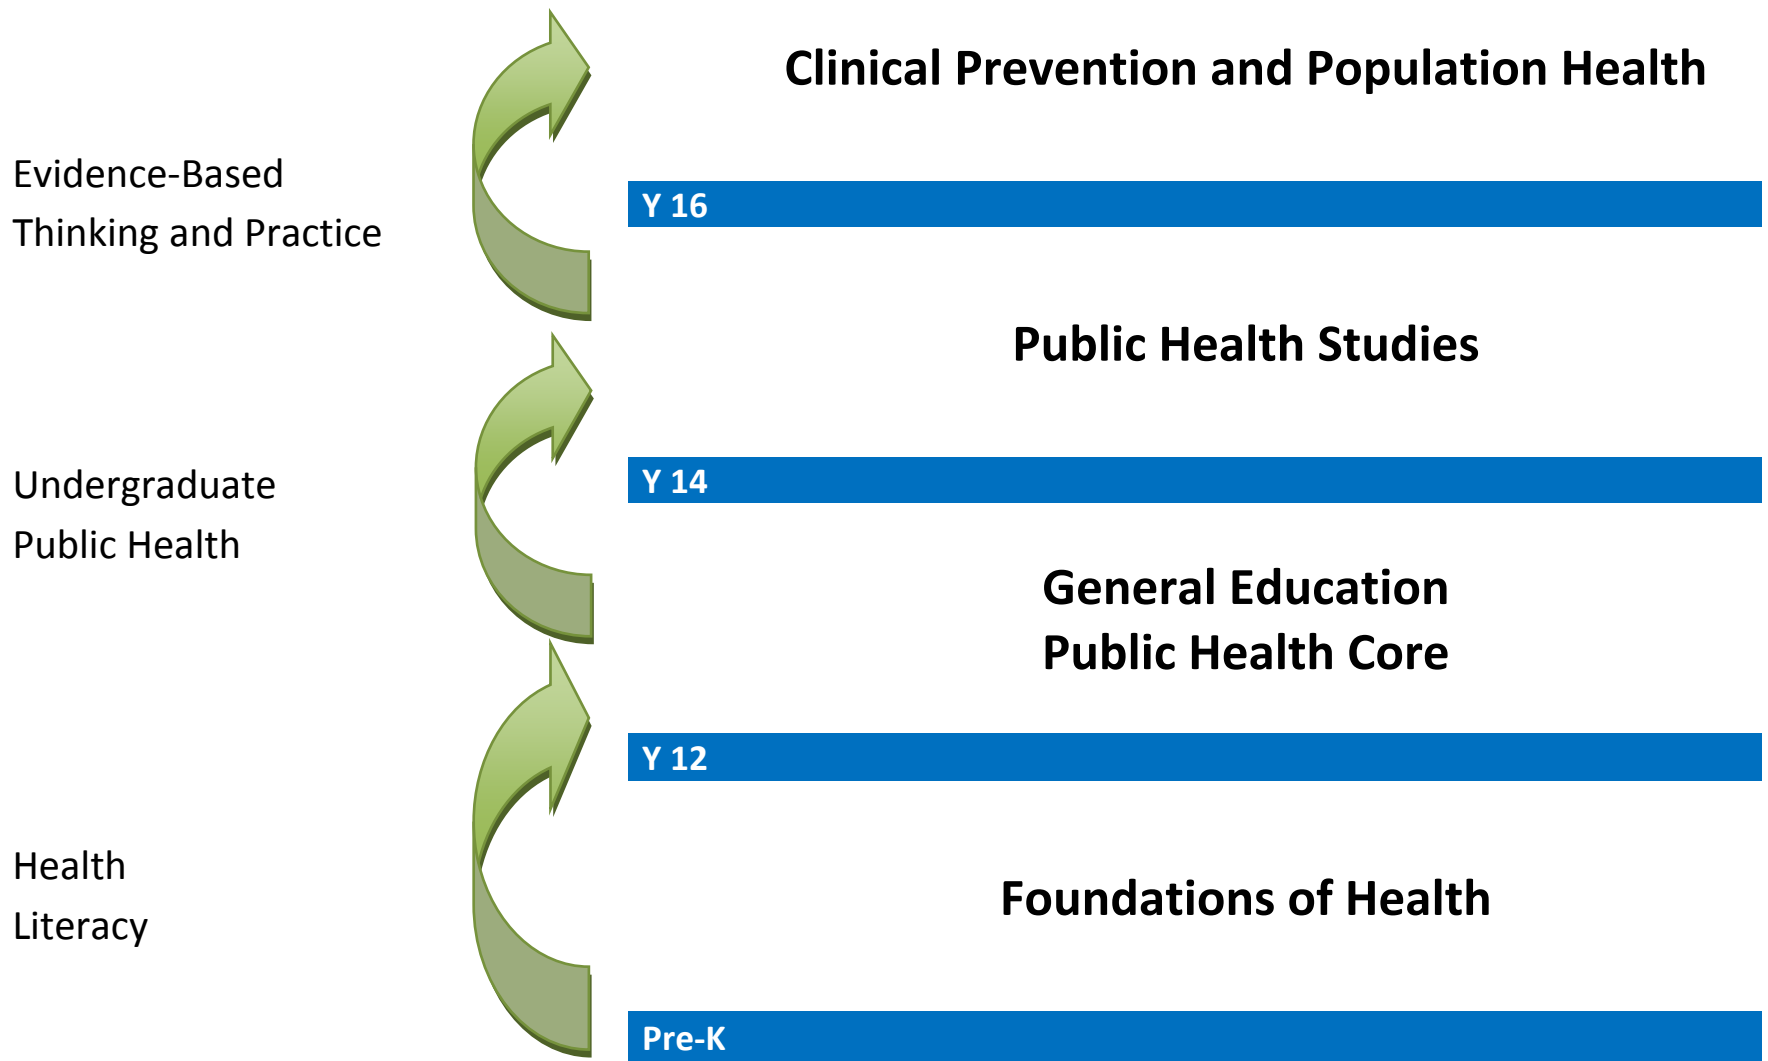 Clinical Prevention and Population Health
Evidence-Based
Thinking and Practice
Y 16
Public Health Studies
Y 14
Undergraduate
Public Health
General Education
Public Health Core
Y 12
Health
Literacy
Foundations of Health
Pre-K